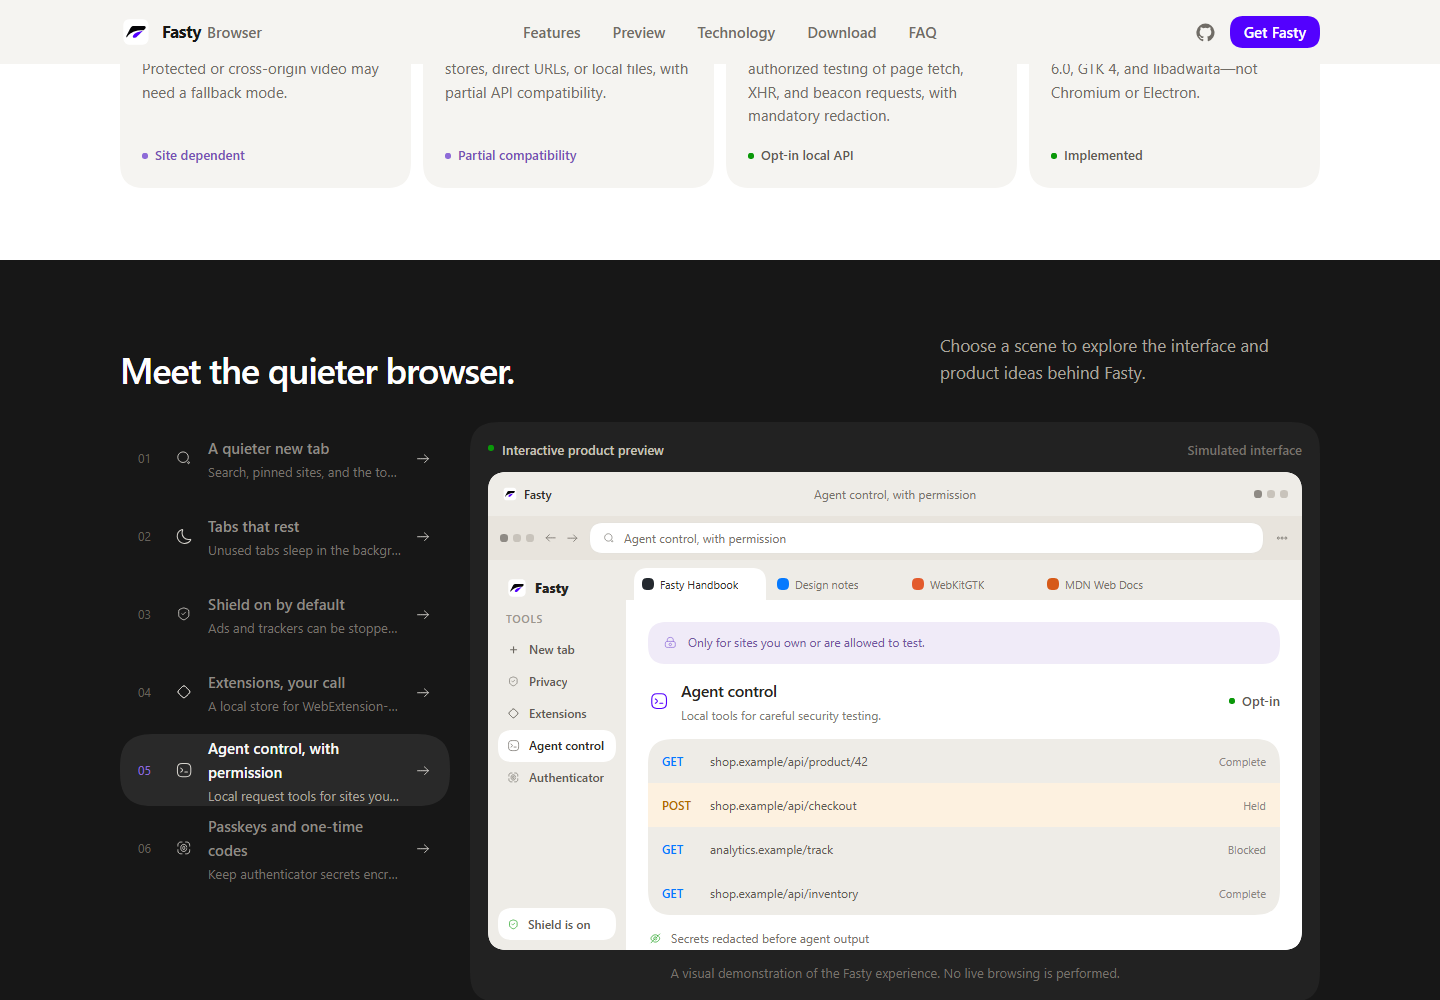 Fasty Browser
Features
Preview
Technology
Download
FAQ
Get Fasty
Protected or cross-origin video may
need a fallback mode.
Site dependent
stores, direct URLs, or local files, with
partial API compatibility.
Partial compatibility
authorized testing of page fetch,
XHR, and beacon requests, with
mandatory redaction.
Opt-in local API
6.0, GTK 4, and libadwaita—not
Chromium or Electron.
Implemented
Meet the quieter browser.
Choose a scene to explore the interface and
product ideas behind Fasty.
01
A quieter new tab
Search, pinned sites, and the to...
02
Tabs that rest
Unused tabs sleep in the backgr...
03
Shield on by default
Ads and trackers can be stoppe...
04
Extensions, your call
A local store for WebExtension-...
05
Agent control, with
permission
Local request tools for sites you...
06
Passkeys and one-time
codes
Keep authenticator secrets encr...
Interactive product preview
Simulated interface
Fasty
Agent control, with permission
Agent control, with permission
Fasty
TOOLS
New tab
Privacy
Extensions
Agent control
Authenticator
Shield is on
Fasty Handbook
Design notes
WebKitGTK
MDN Web Docs
Only for sites you own or are allowed to test.
Agent control
Local tools for careful security testing.
Opt-in
GET shop.example/api/product/42 Complete
POST shop.example/api/checkout Held
GET analytics.example/track Blocked
GET shop.example/api/inventory Complete
Secrets redacted before agent output
A visual demonstration of the Fasty experience. No live browsing is performed.